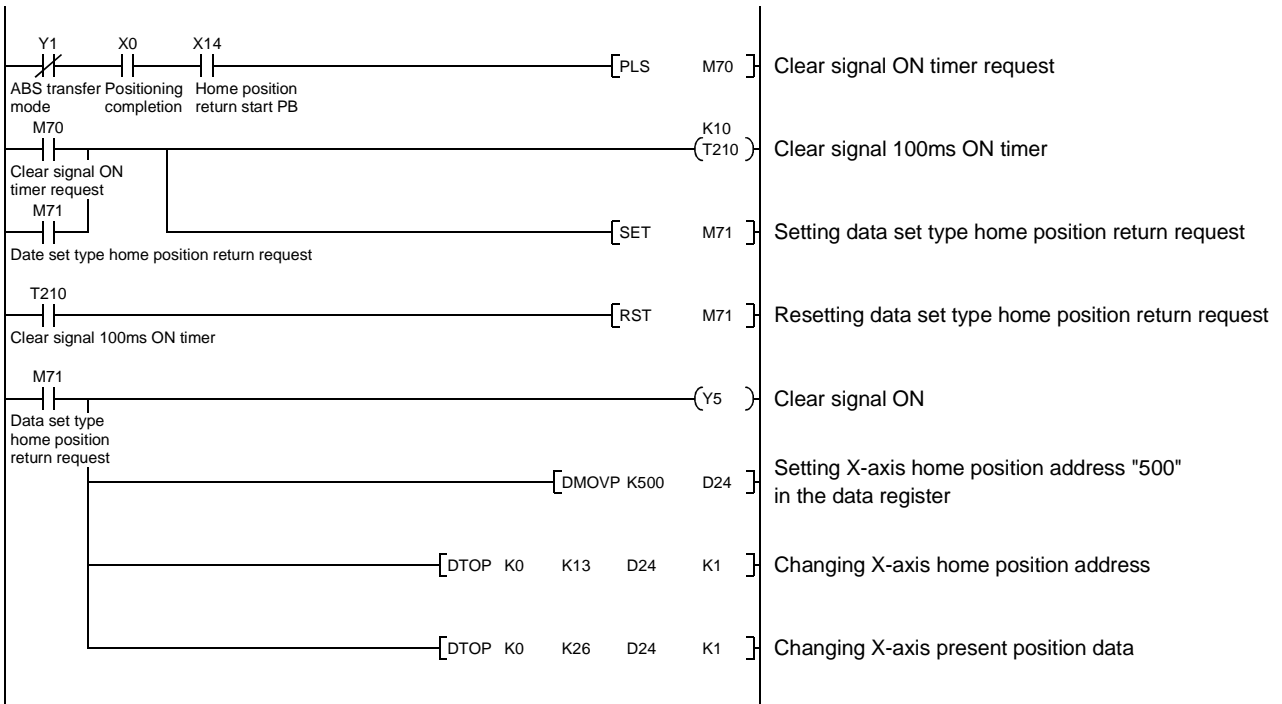 Y1 X0 X14
PLS M70 Clear signal ON timer request
ABS transfer mode
Positioning completion
Home position return start PB
M70 K10
T210 Clear signal 100ms ON timer
Clear signal ON
timer request
M71
SET M71 Setting data set type home position return request
Date set type home position return request
T210
RST M71 Resetting data set type home position return request
Clear signal 100ms ON timer
M71
Y5 Clear signal ON
Data set type
home position
return request
DMOVP K500 D24 Setting X-axis home position address "500"
in the data register
DTOP K0 K13 D24 K1 Changing X-axis home position address
DTOP K0 K26 D24 K1 Changing X-axis present position data